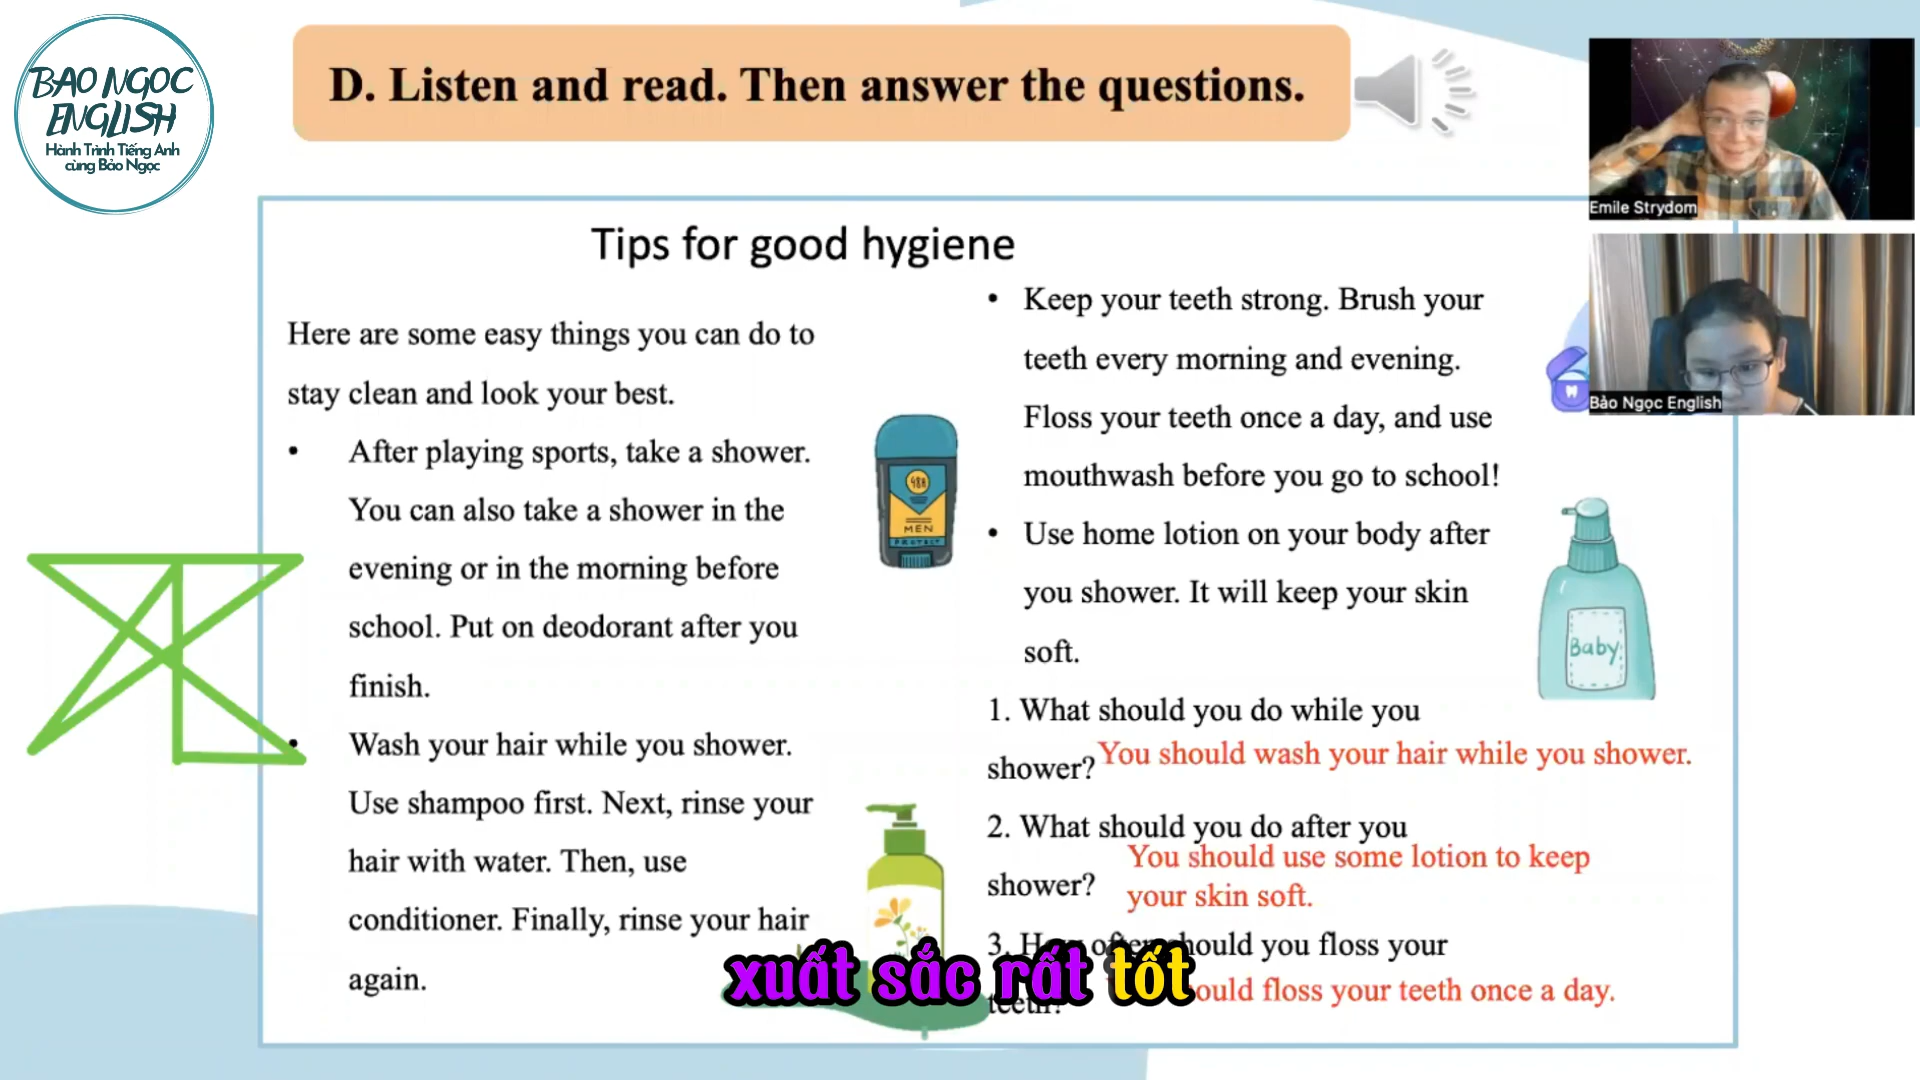 BAO NGOC
ENGLISH
Hành Trình Tiếng Anh
cùng Bảo Ngọc
D. Listen and read. Then answer the questions.
Emile Strydom
Bảo Ngọc English
Tips for good hygiene
Here are some easy things you can do to
stay clean and look your best.
• After playing sports, take a shower.
You can also take a shower in the
evening or in the morning before
school. Put on deodorant after you
finish.
• Wash your hair while you shower.
Use shampoo first. Next, rinse your
hair with water. Then, use
conditioner. Finally, rinse your hair
again.
48h
MEN
PROTECT
• Keep your teeth strong. Brush your
teeth every morning and evening.
Floss your teeth once a day, and use
mouthwash before you go to school!
• Use home lotion on your body after
you shower. It will keep your skin
soft.
Baby
1. What should you do while you
shower?
You should wash your hair while you shower.
2. What should you do after you
shower?
You should use some lotion to keep
your skin soft.
3. How often should you floss your
teeth?
should floss your teeth once a day.
xuất sắc rất tốt